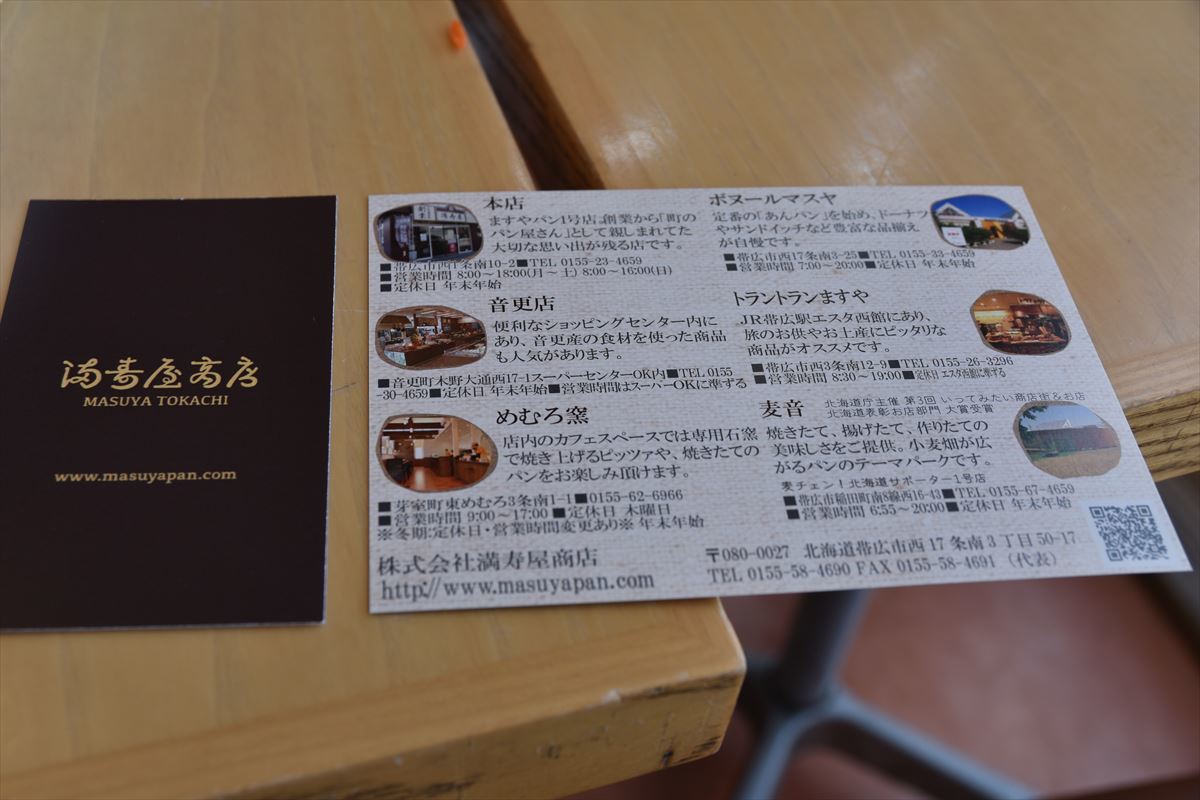 満寿屋商店
MASUYA TOKACHI
www.masuyapan.com
本店
ますやパン1号店。創業から「町の
パン屋さん」として親しまれてた
大切な思い出が残る店です。
■帯広市西1条南10-2■TEL 0155-23-4659
■営業時間 8:00～18:00(月～土) 8:00～16:00(日)
■定休日 年末年始
ボヌールマスヤ
定番の「あんパン」を始め、ドーナツ
やサンドイッチなど豊富な品揃え
が自慢です。
■帯広市西17条南3-25■TEL 0155-33-4659
■営業時間 7:00～20:00■定休日 年末年始
音更店
便利なショッピングセンター内に
あり、音更産の食材を使った商品
も人気があります。
■音更町木野大通西17-1スーパーセンターOK内■TEL 0155
-30-4659■定休日 年末年始■営業時間はスーパーOKに準ずる
トラントランますや
JR帯広駅エスタ西館にあり、
旅のお供やお土産にピッタリな
商品がオススメです。
■帯広市西3条南12-9■TEL 0155-26-3296
■営業時間 8:30～19:00■定休日 エスタ西館に準ずる
めむろ窯
店内のカフェスペースでは専用石窯
で焼き上げるピッツァや、焼きたての
パンをお楽しみ頂けます。
■芽室町東めむろ3条南1-1■0155-62-6966
■営業時間 9:00～17:00 ■定休日 木曜日
※冬期:定休日・営業時間変更あり※ 年末年始
麦音
北海道庁主催 第3回 いってみたい商店街&お店
北海道表彰お店部門 大賞受賞
焼きたて、揚げたて、作りたての
美味しさをご提供。小麦畑が広
がるパンのテーマパークです。
麦チェン!北海道サポーター1号店
■帯広市稲田町南8線西16-43■TEL 0155-67-4659
■営業時間 6:55～20:00■定休日 年末年始
株式会社満寿屋商店
http://www.masuyapan.com
〒080-0027 北海道帯広市西17条南3丁目50-17
TEL 0155-58-4690 FAX 0155-58-4691 (代表)